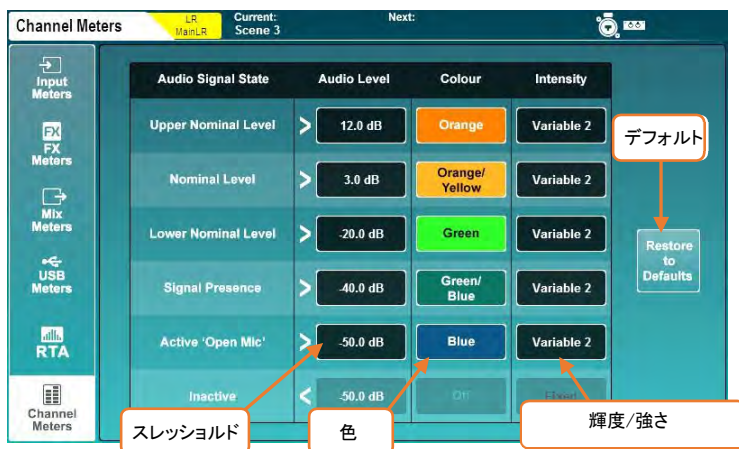 Channel Meters
LR
MainLR
Current:
Scene 3
Next:
Input
Meters
FX
FX
Meters
Mix
Meters
USB
Meters
RTA
Channel
Meters
Audio Signal State Audio Level Colour Intensity
Upper Nominal Level > 12.0 dB Orange Variable 2
Nominal Level > 3.0 dB Orange/
Yellow Variable 2
Lower Nominal Level > -20.0 dB Green Variable 2
Signal Presence > -40.0 dB Green/
Blue Variable 2
Active 'Open Mic' > -50.0 dB Blue Variable 2
Inactive < -50.0 dB Off Fixed
デフォルト
Restore
to
Defaults
スレッショルド
色
輝度/強さ